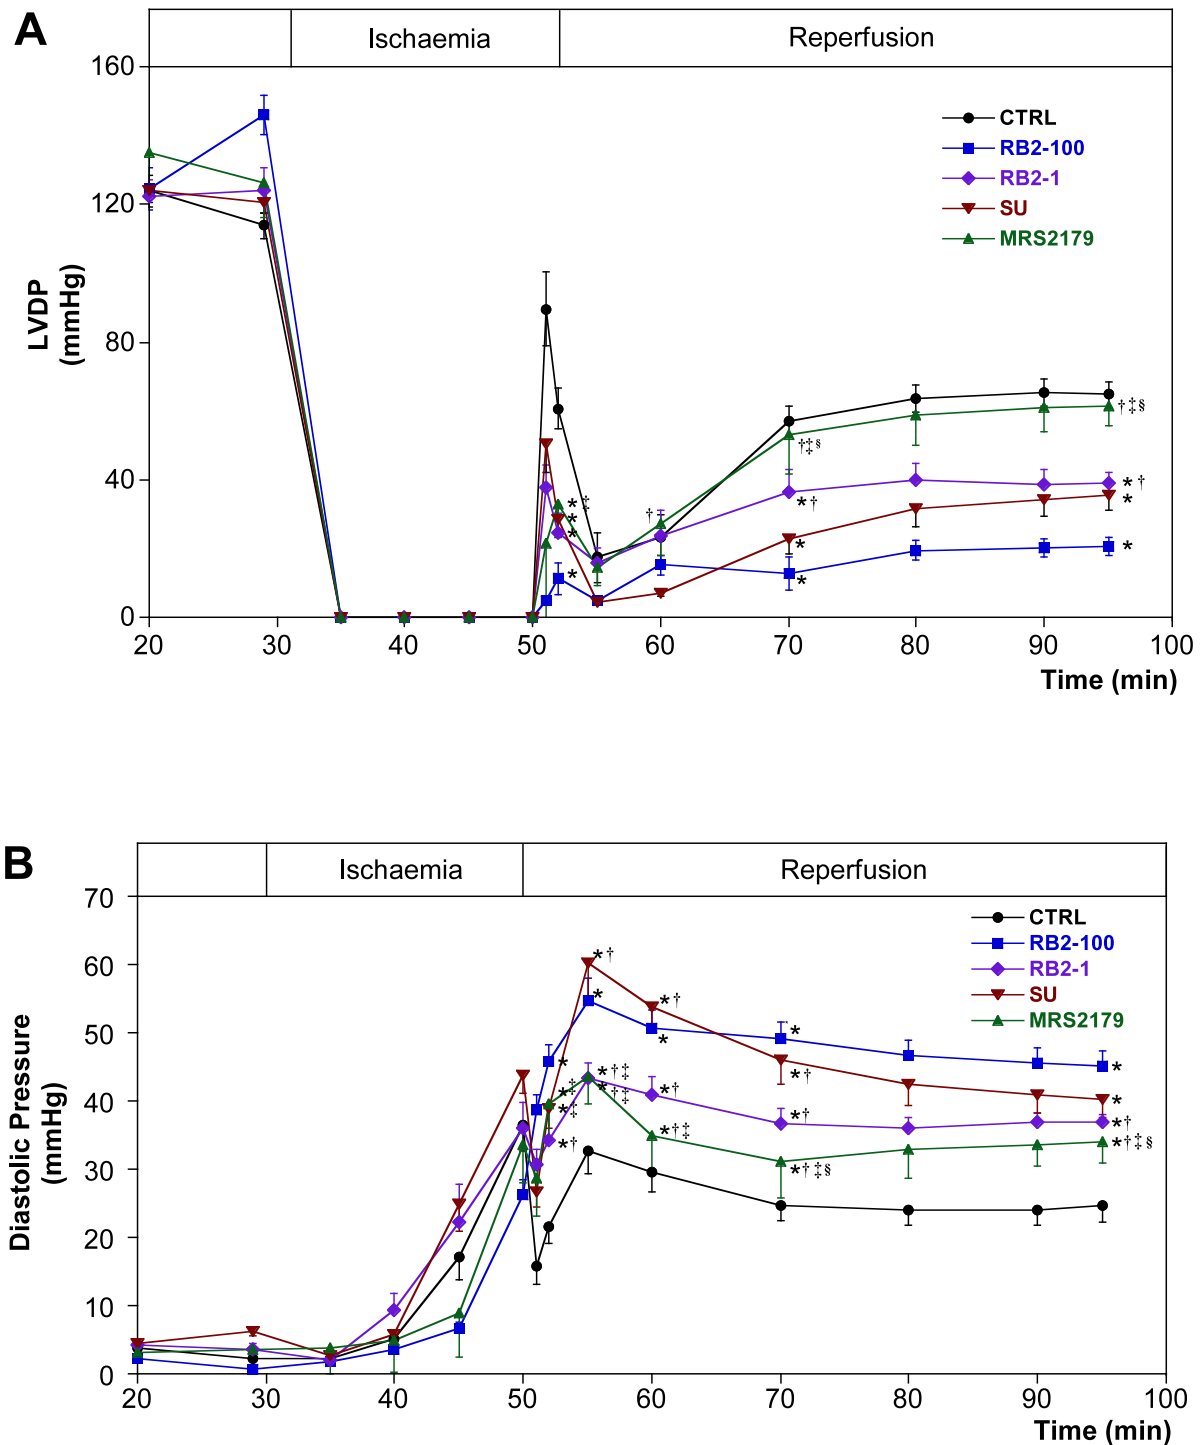 A
Ischaemia
Reperfusion
160
120
80
40
0
LVDP
(mmHg)
CTRL
RB2-100
RB2-1
SU
MRS2179
* ‡
*
*
*
†
†‡§
* †
*
*
†‡§
* †
*
*
20 30 40 50 60 70 80 90 100
Time (min)
B
Ischaemia
Reperfusion
70
60
50
40
30
20
10
0
Diastolic Pressure
(mmHg)
CTRL
RB2-100
RB2-1
SU
MRS2179
* †
*
* †
*
*
* †
*
* † ‡
* † ‡
* ‡
* ‡
* †
* †
* † ‡
* †
* † ‡ §
*
*
* †
* † ‡ §
20 30 40 50 60 70 80 90 100
Time (min)